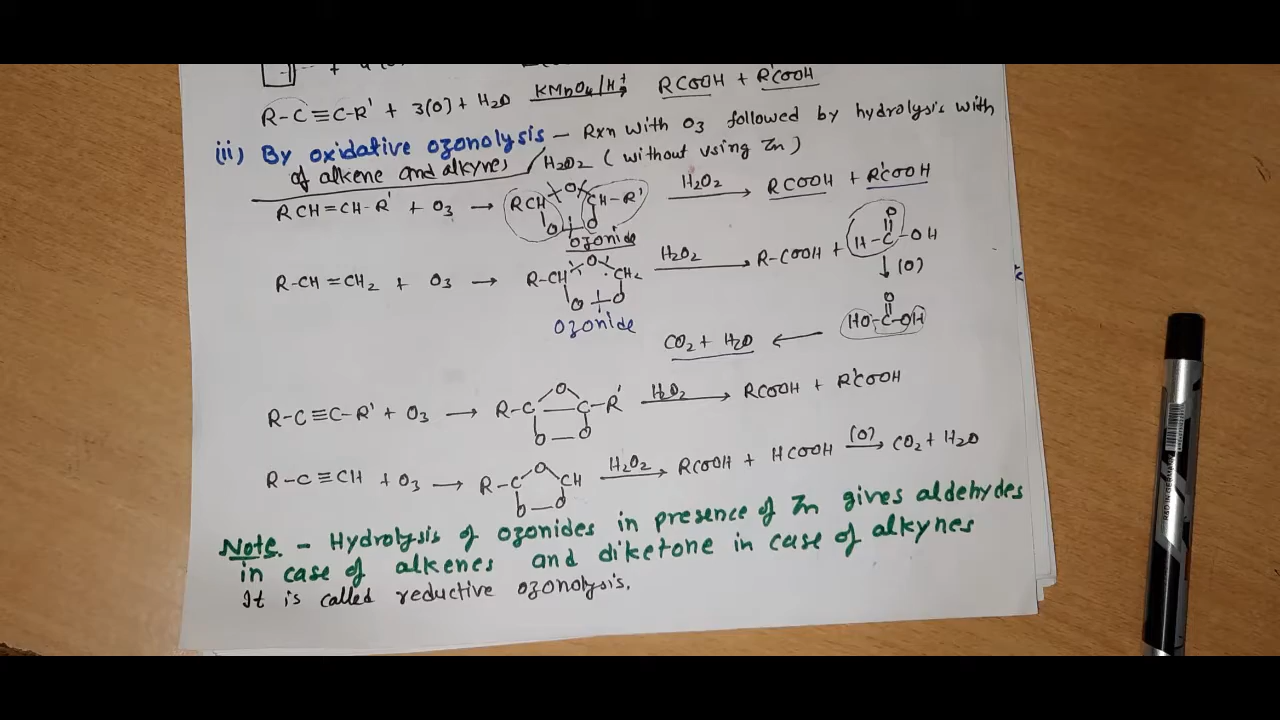 R-C≡C-R' + 3(O) + H2O KMnO4/H+ → RCOOH + R'COOH
(ii) By oxidative ozonolysis – Rxn with O3 followed by hydrolysis with
of alkene and alkynes / H2O2 (without using Zn)
RCH=CH-R' + O3 → RCH O CH-R' O O H2O2 → RCOOH + R'COOH
ozonide
R-CH=CH2 + O3 → R-CH O CH2 O O H2O2 → R-COOH + H-C-OH O
↓(O)
ozonide
HO-C-OH O
CO2 + H2O ←
R-C≡C-R' + O3 → R-C O C-R' O O H2O2 → RCOOH + R'COOH
R-C≡CH + O3 → R-C O CH O O H2O2 → RCOOH + HCOOH (O) → CO2 + H2O
Note. – Hydrolysis of ozonides in presence of Zn gives aldehydes
in case of alkenes and diketone in case of alkynes
It is called reductive ozonolysis.
R&D IN GERMANY